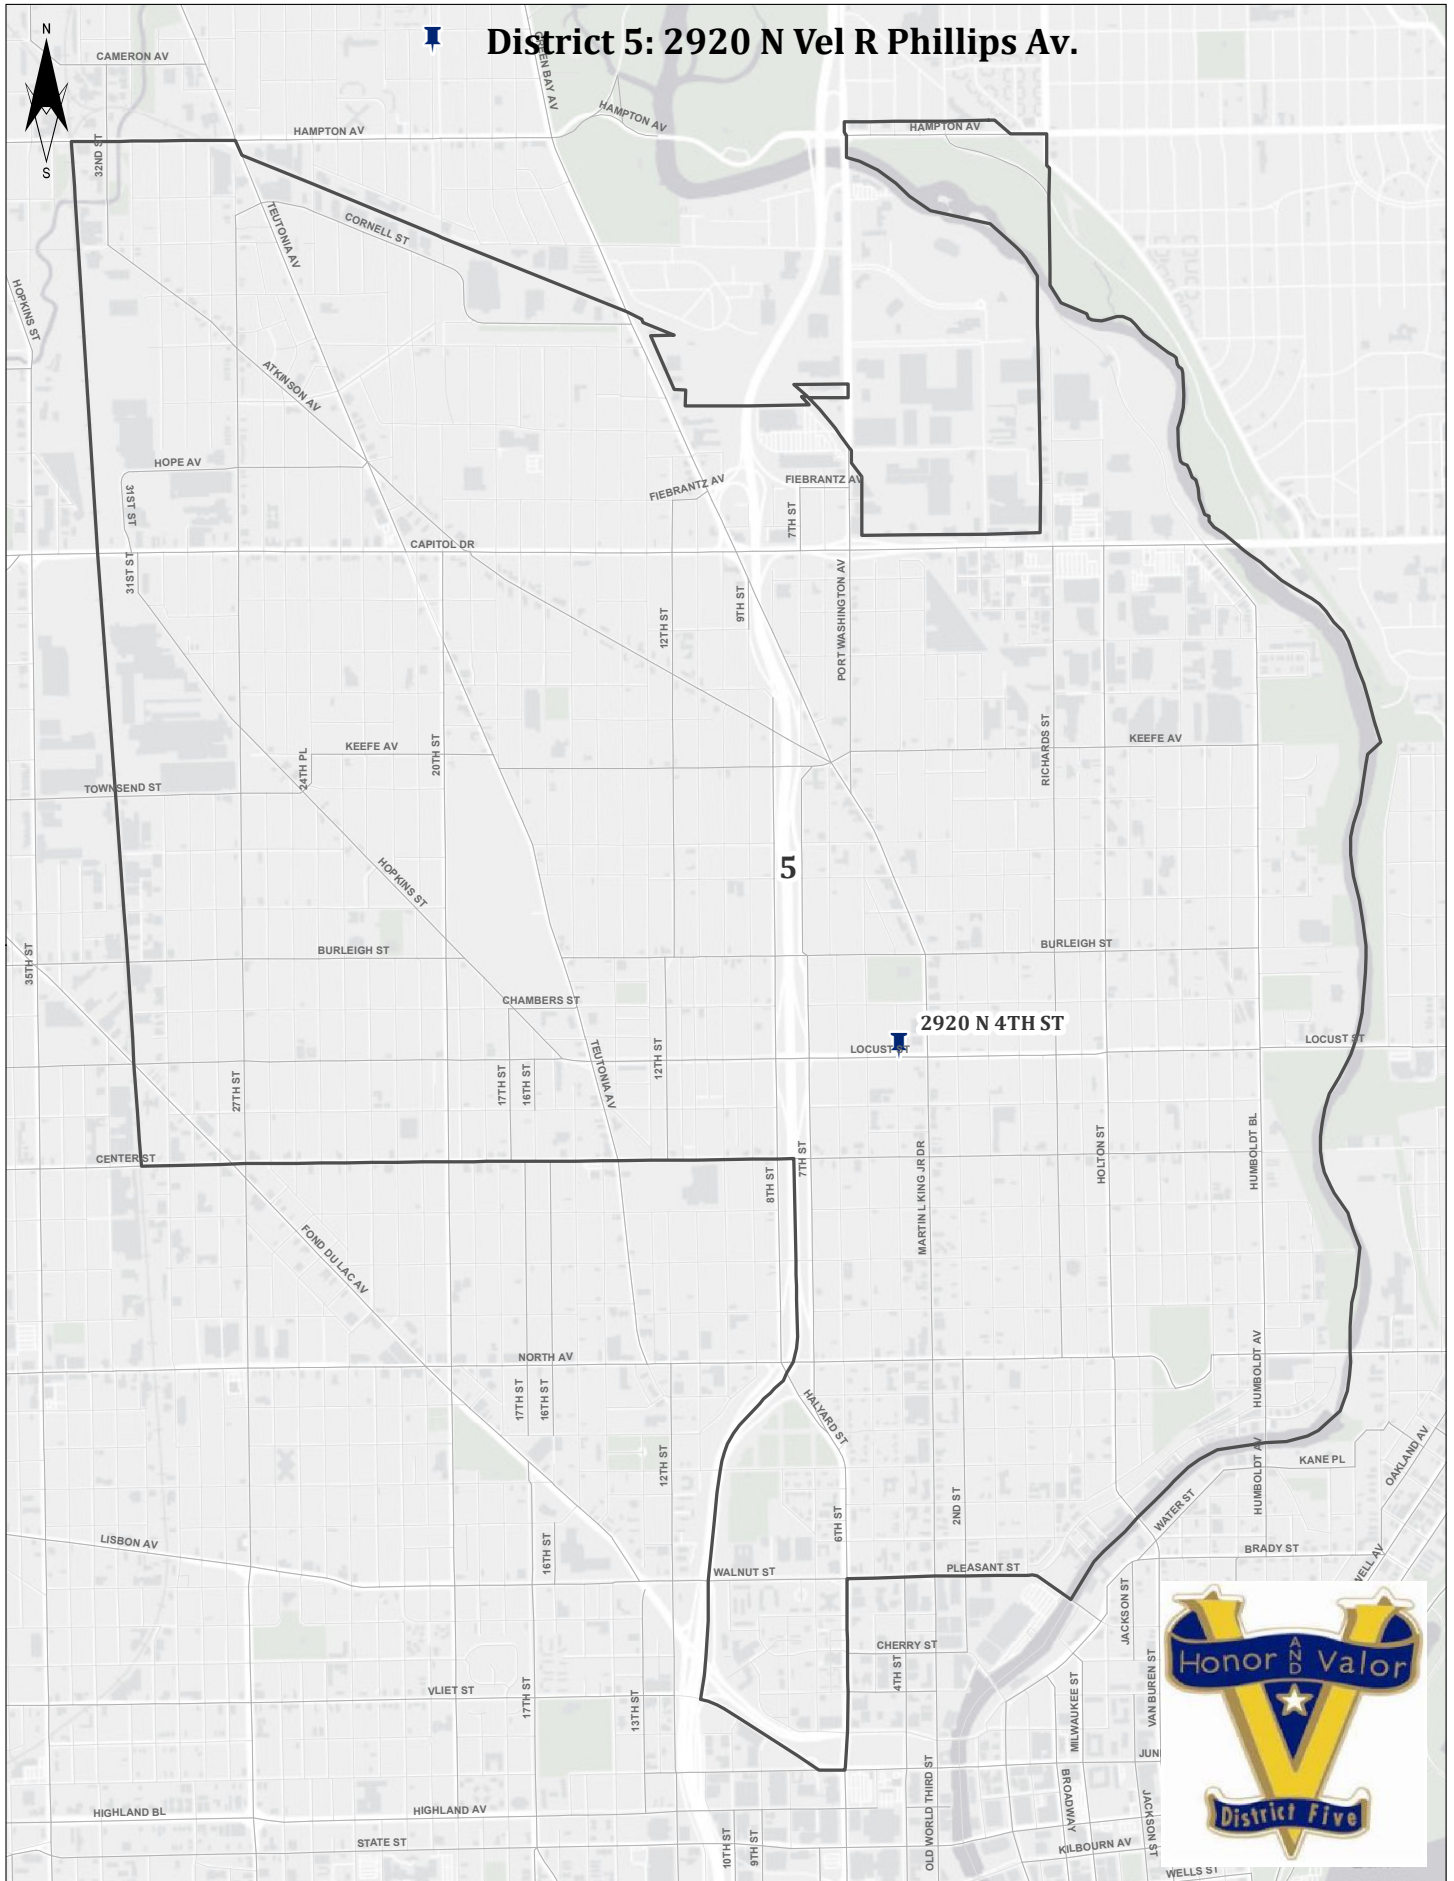 District 5: 2920 N Vel R Phillips Av.
N
S
CAMERON AV
GREEN BAY AV
HAMPTON AV
HAMPTON AV
HAMPTON AV
32ND ST
TEUTONIA AV
CORNELL ST
HOPKINS ST
ATKINSON AV
HOPE AV
31ST ST
FIEBRANTZ AV
FIEBRANTZ AV
7TH ST
CAPITOL DR
31ST ST
12TH ST
9TH ST
PORT WASHINGTON AV
RICHARDS ST
KEEFE AV
KEEFE AV
20TH ST
24TH PL
TOWNSEND ST
5
HOPKINS ST
BURLEIGH ST
BURLEIGH ST
35TH ST
CHAMBERS ST
2920 N 4TH ST
LOCUST ST
LOCUST ST
TEUTONIA AV
12TH ST
17TH ST
16TH ST
27TH ST
CENTER ST
8TH ST
7TH ST
MARTIN L KING JR DR
HOLTON ST
HUMBOLDT BL
FOND DU LAC AV
NORTH AV
17TH ST
16TH ST
HALYARD ST
HUMBOLDT AV
12TH ST
HUMBOLDT AV
KANE PL
OAKLAND AV
WATER ST
2ND ST
6TH ST
LISBON AV
16TH ST
WALNUT ST
PLEASANT ST
BRADY ST
WELL AV
JACKSON ST
CHERRY ST
4TH ST
VLIET ST
17TH ST
13TH ST
MILWAUKEE ST
VAN BUREN ST
Honor AND Valor
JUN
OLD WORLD THIRD ST
BROADWAY
JACKSON ST
District Five
HIGHLAND BL
HIGHLAND AV
STATE ST
10TH ST
9TH ST
KILBOURN AV
WELLS ST